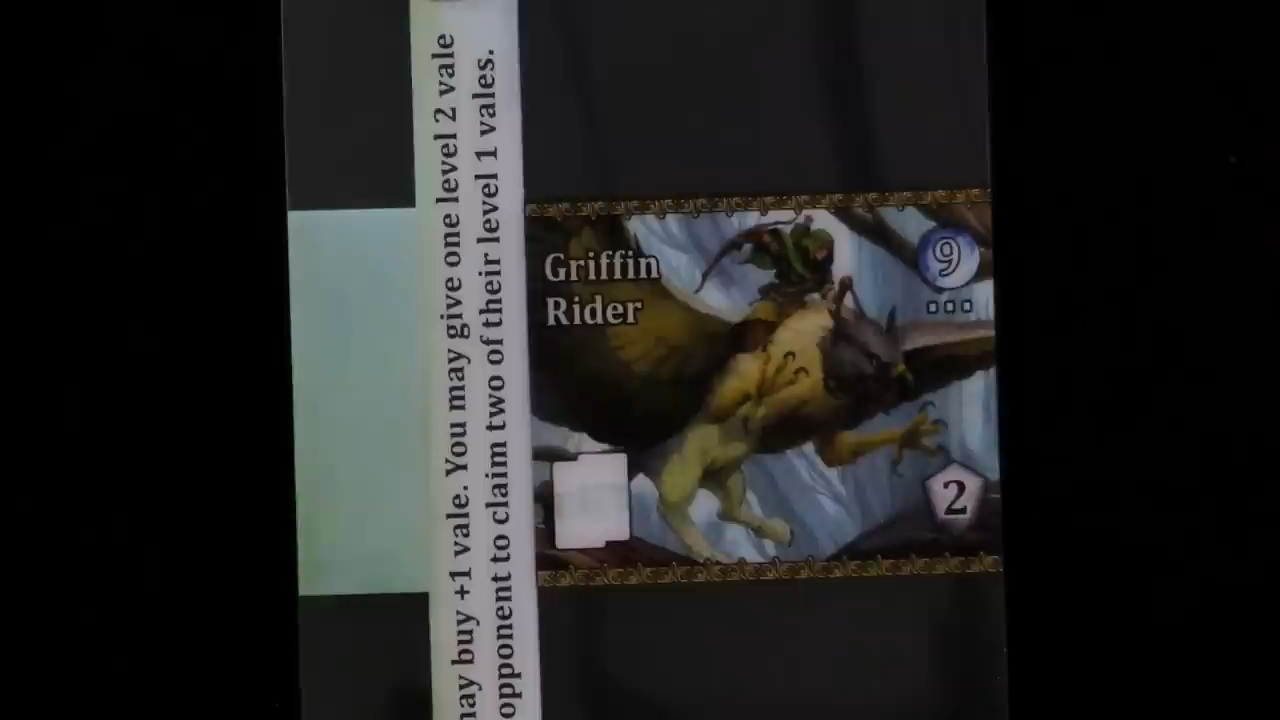 may buy +1 vale. You may give one level 2 vale
opponent to claim two of their level 1 vales.
Griffin
Rider
9
2